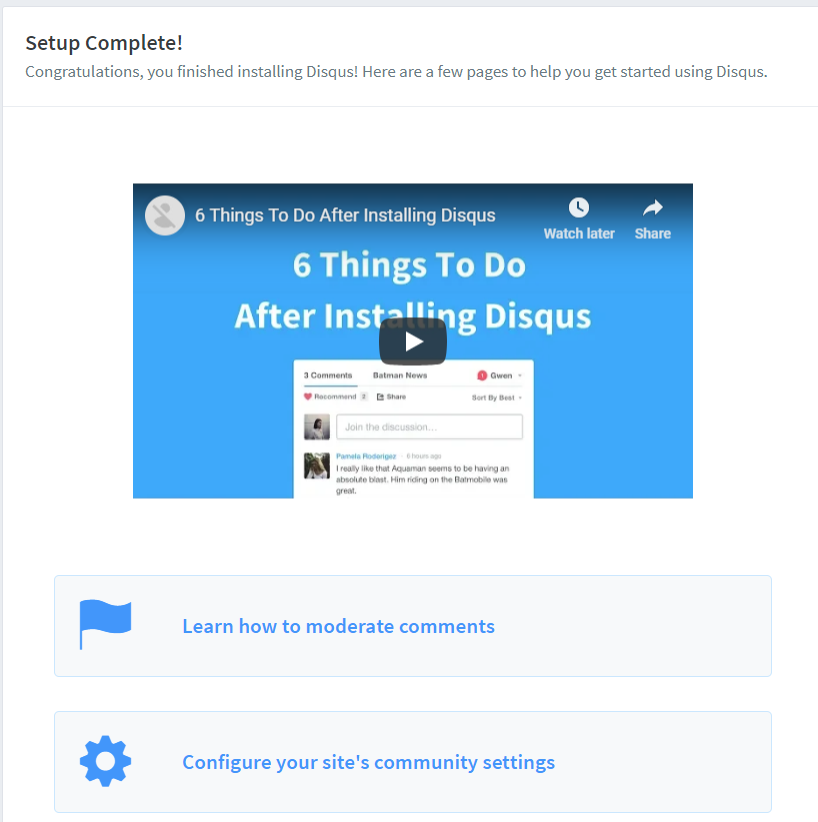 Setup Complete!
Congratulations, you finished installing Disqus! Here are a few pages to help you get started using Disqus.
6 Things To Do After Installing Disqus
Watch later
Share
6 Things To Do
After Installing Disqus
3 Comments Batman News 1 Gwen
Recommend 2 Share Sort By Best
Join the discussion...
Pamela Roderigez · 6 hours ago
I really like that Aquaman seems to be having an
absolute blast. Him riding on the Batmobile was
great.
Learn how to moderate comments
Configure your site's community settings